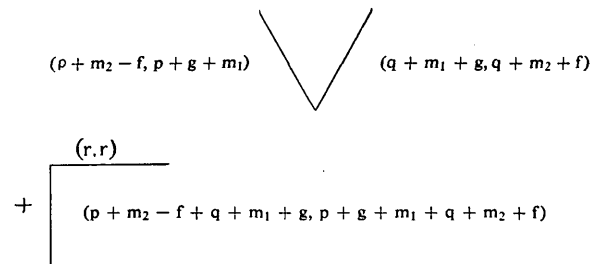 (p + m₂ − f, p + g + m₁) (q + m₁ + g, q + m₂ + f)
(r, r)
+ (p + m₂ − f + q + m₁ + g, p + g + m₁ + q + m₂ + f)